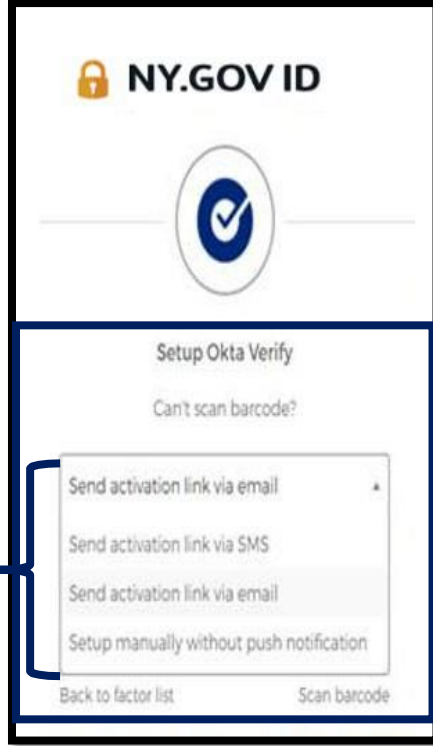 NY.GOV ID
Setup Okta Verify
Can't scan barcode?
Send activation link via email
Send activation link via SMS
Send activation link via email
Setup manually without push notification
Back to factor list Scan barcode